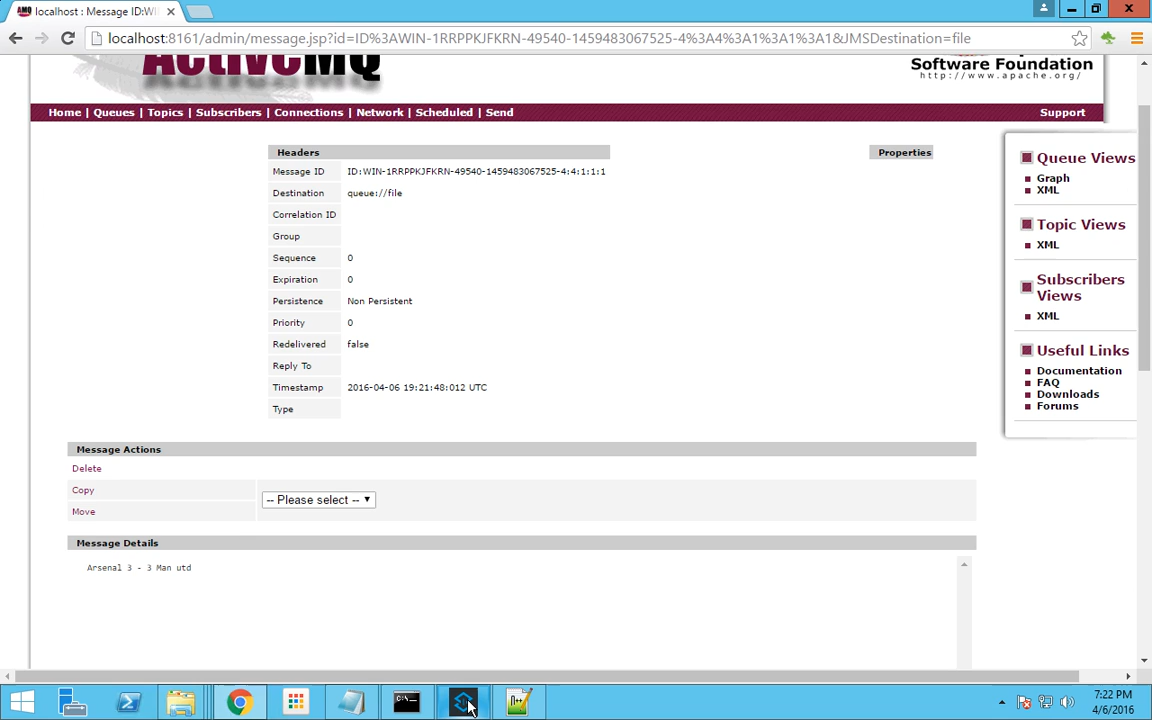 localhost : Message ID:WI
localhost:8161/admin/message.jsp?id=ID%3AWIN-1RRPPKJFKRN-49540-1459483067525-4%3A4%3A1%3A1%3A1&JMSDestination=file
ActiveMQ
Software Foundation
http://www.apache.org/
Home | Queues | Topics | Subscribers | Connections | Network | Scheduled | Send
Support
Headers
Message ID ID:WIN-1RRPPKJFKRN-49540-1459483067525-4:4:1:1:1
Destination queue://file
Correlation ID
Group
Sequence 0
Expiration 0
Persistence Non Persistent
Priority 0
Redelivered false
Reply To
Timestamp 2016-04-06 19:21:48:012 UTC
Type
Properties
Queue Views
Graph
XML
Topic Views
XML
Subscribers
Views
XML
Useful Links
Documentation
FAQ
Downloads
Forums
Message Actions
Delete
Copy
-- Please select --
Move
Message Details
Arsenal 3 - 3 Man utd
7:22 PM
4/6/2016